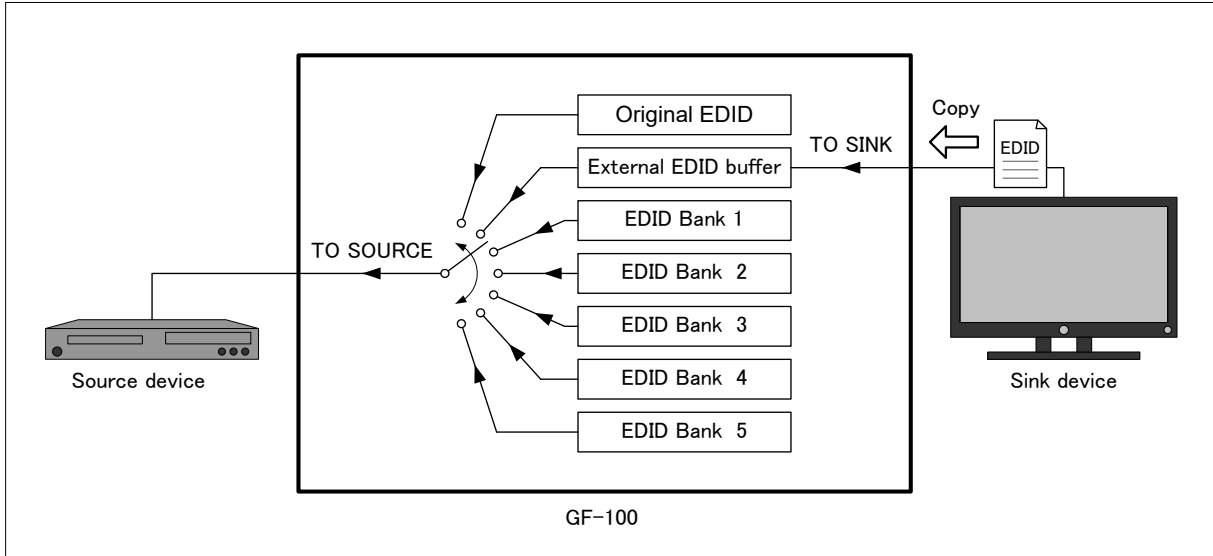 Original EDID
External EDID buffer
EDID Bank 1
EDID Bank 2
EDID Bank 3
EDID Bank 4
EDID Bank 5
TO SOURCE
TO SINK
Copy
EDID
Source device
Sink device
GF-100